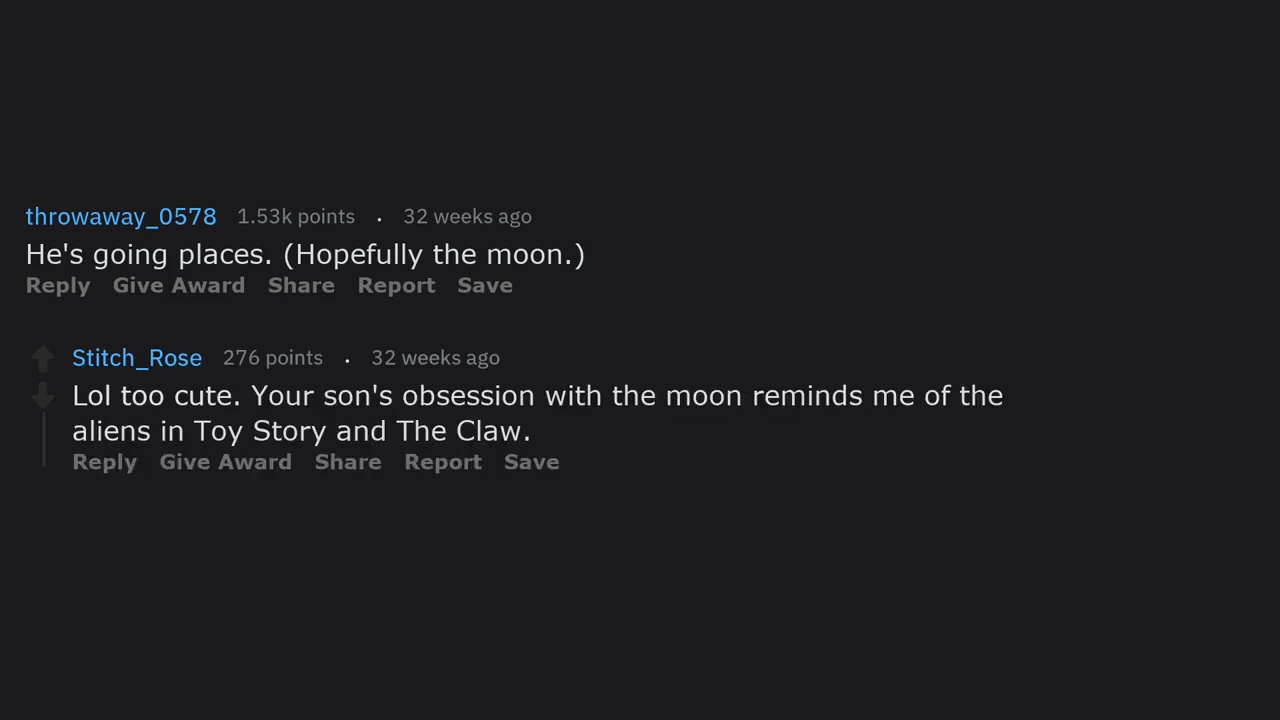 throwaway_0578 1.53k points . 32 weeks ago
He's going places. (Hopefully the moon.)
Reply Give Award Share Report Save
Stitch_Rose 276 points . 32 weeks ago
Lol too cute. Your son's obsession with the moon reminds me of the
aliens in Toy Story and The Claw.
Reply Give Award Share Report Save